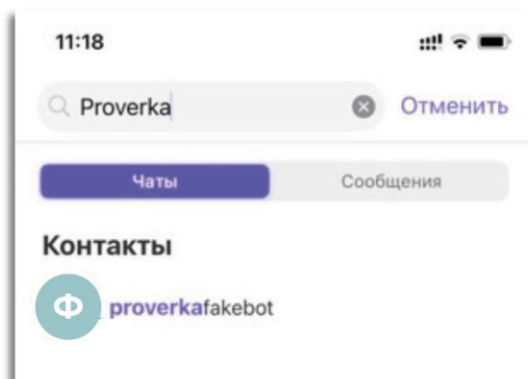 11:18
Proverka
Отменить
Чаты
Сообщения
Контакты
Ф
proverkafakebot